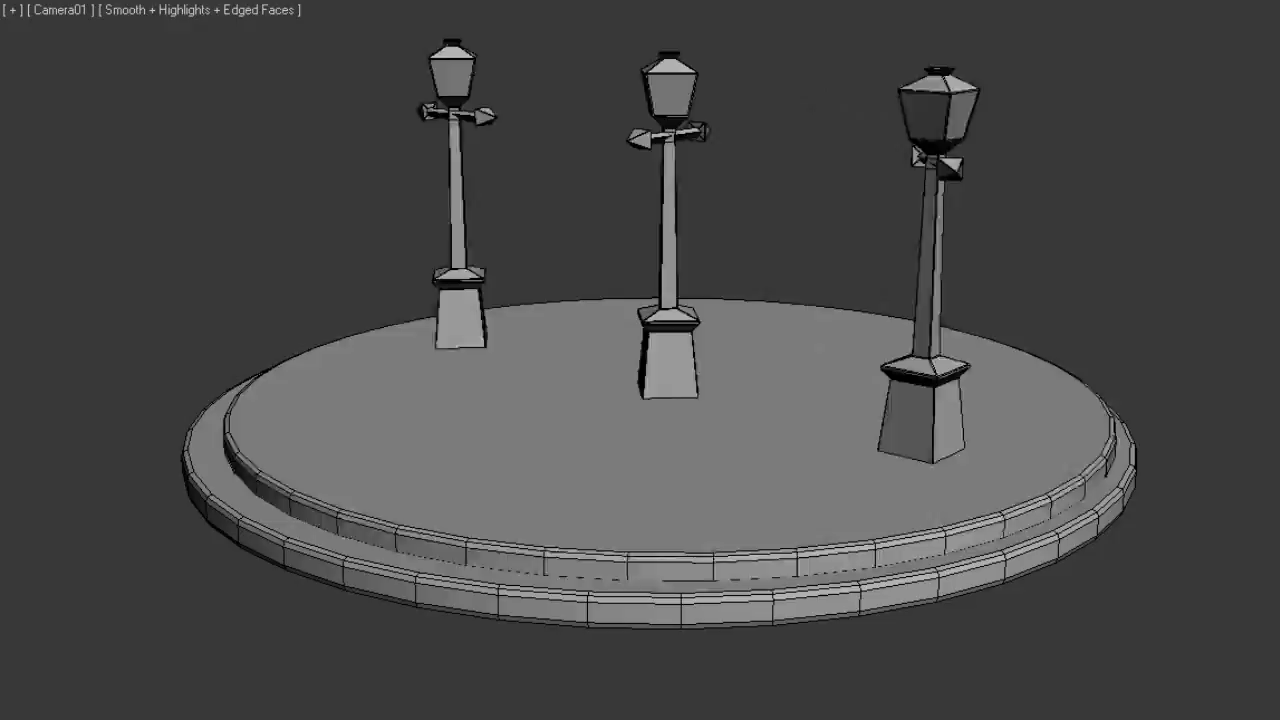 [ + ] [ Camera01 ] [ Smooth + Highlights + Edged Faces ]